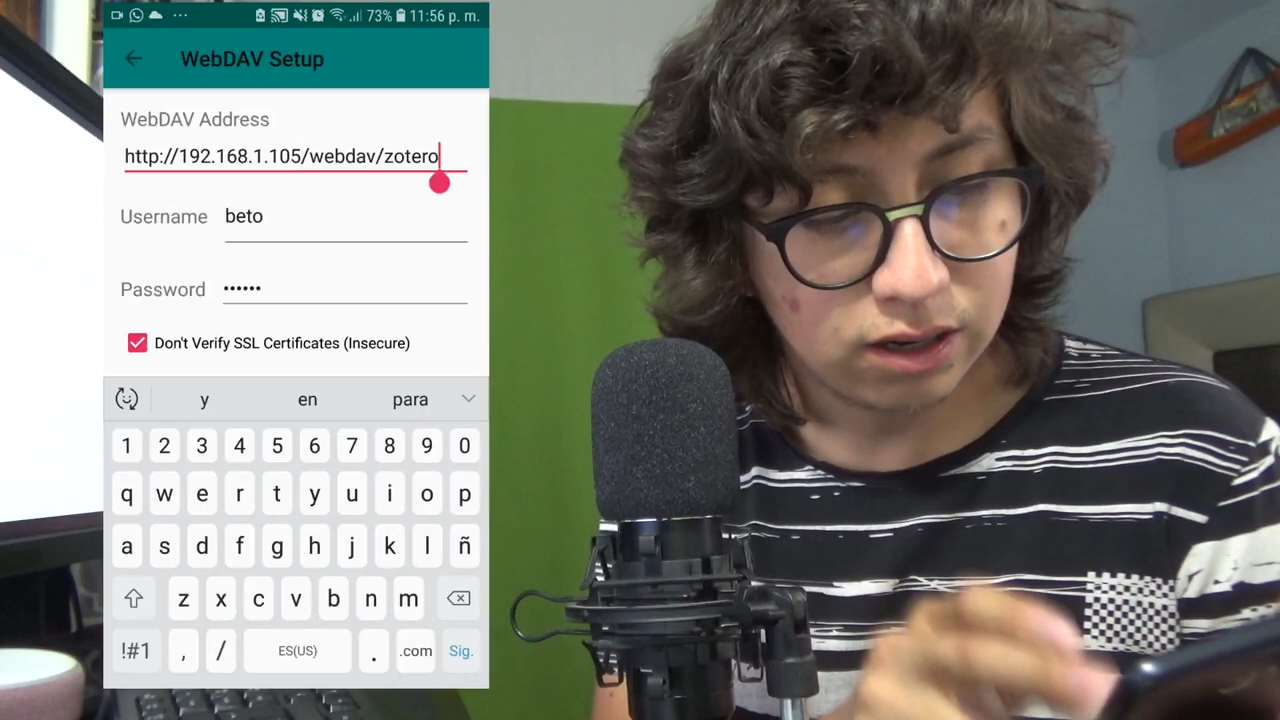 73% 11:56 p. m.
WebDAV Setup
WebDAV Address
http://192.168.1.105/webdav/zotero
Username beto
Password ••••••
Don't Verify SSL Certificates (Insecure)
y en para
1 2 3 4 5 6 7 8 9 0
q w e r t y u i o p
a s d f g h j k l ñ
z x c v b n m
!#1 , / ES(US) . .com Sig.